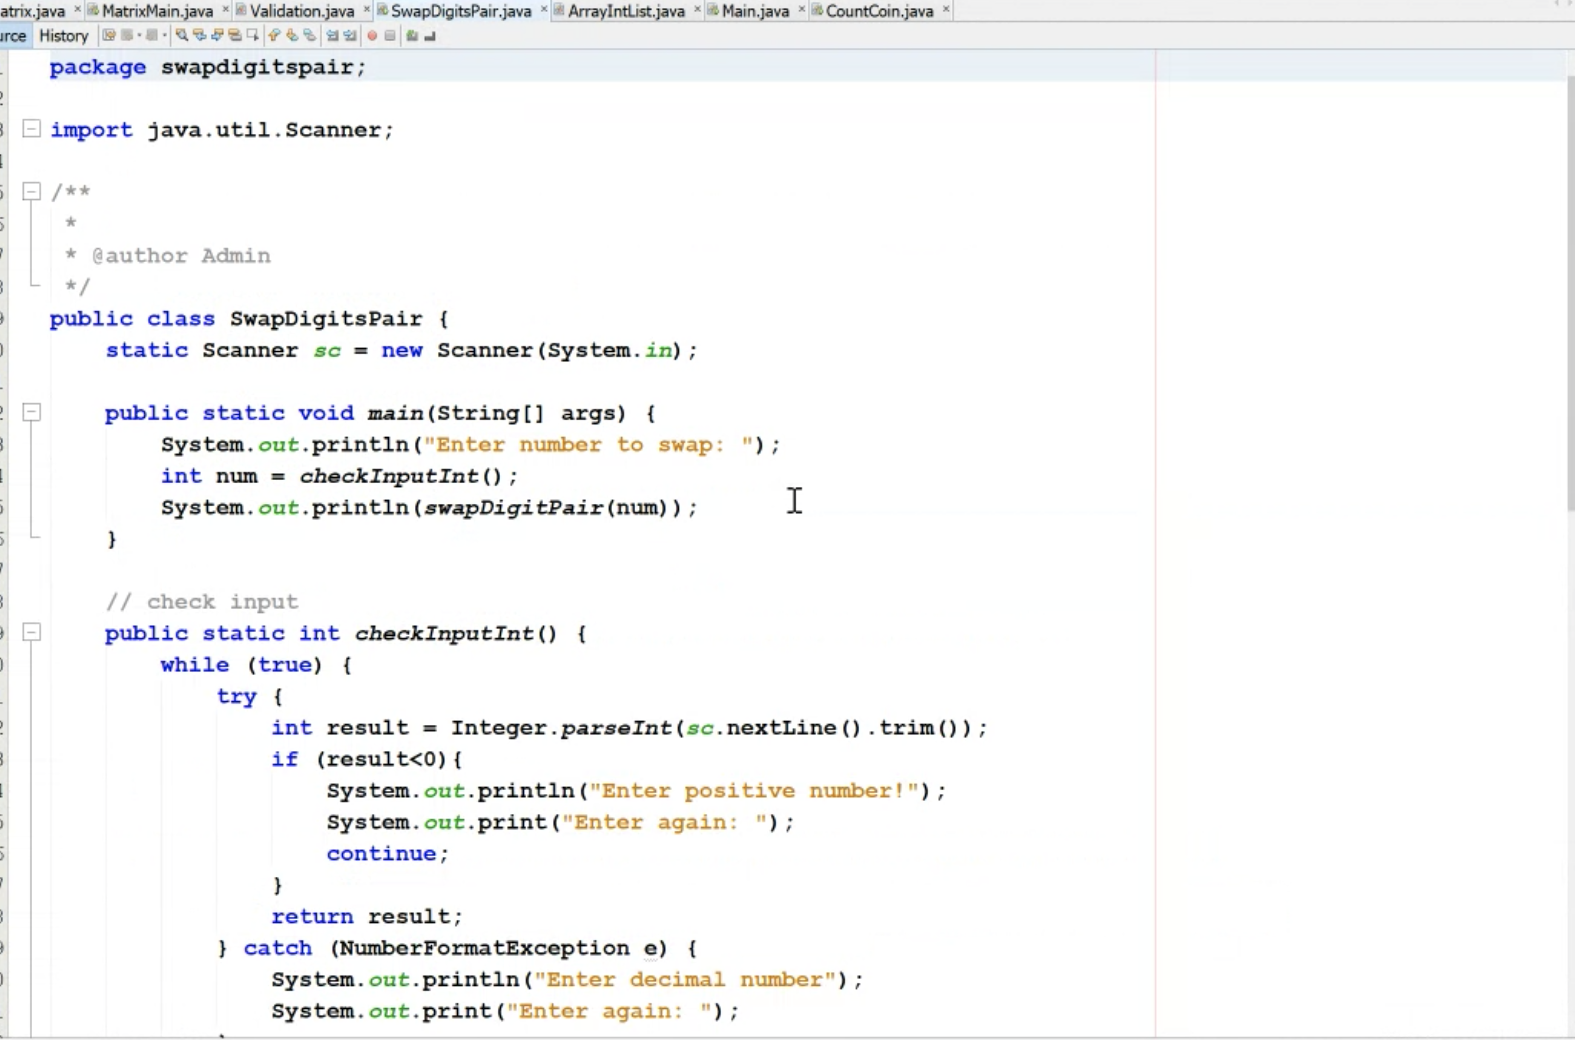 atrix.java MatrixMain.java Validation.java SwapDigitsPair.java ArrayIntList.java Main.java CountCoin.java
History
package swapdigitspair;
import java.util.Scanner;
/**
 *
 * @author Admin
 */
public class SwapDigitsPair {
    static Scanner sc = new Scanner(System.in);
    public static void main(String[] args) {
        System.out.println("Enter number to swap: ");
        int num = checkInputInt();
        System.out.println(swapDigitPair(num));
    }
    // check input
    public static int checkInputInt() {
        while (true) {
            try {
                int result = Integer.parseInt(sc.nextLine().trim());
                if (result<0){
                    System.out.println("Enter positive number!");
                    System.out.print("Enter again: ");
                    continue;
                }
                return result;
            } catch (NumberFormatException e) {
                System.out.println("Enter decimal number");
                System.out.print("Enter again: ");